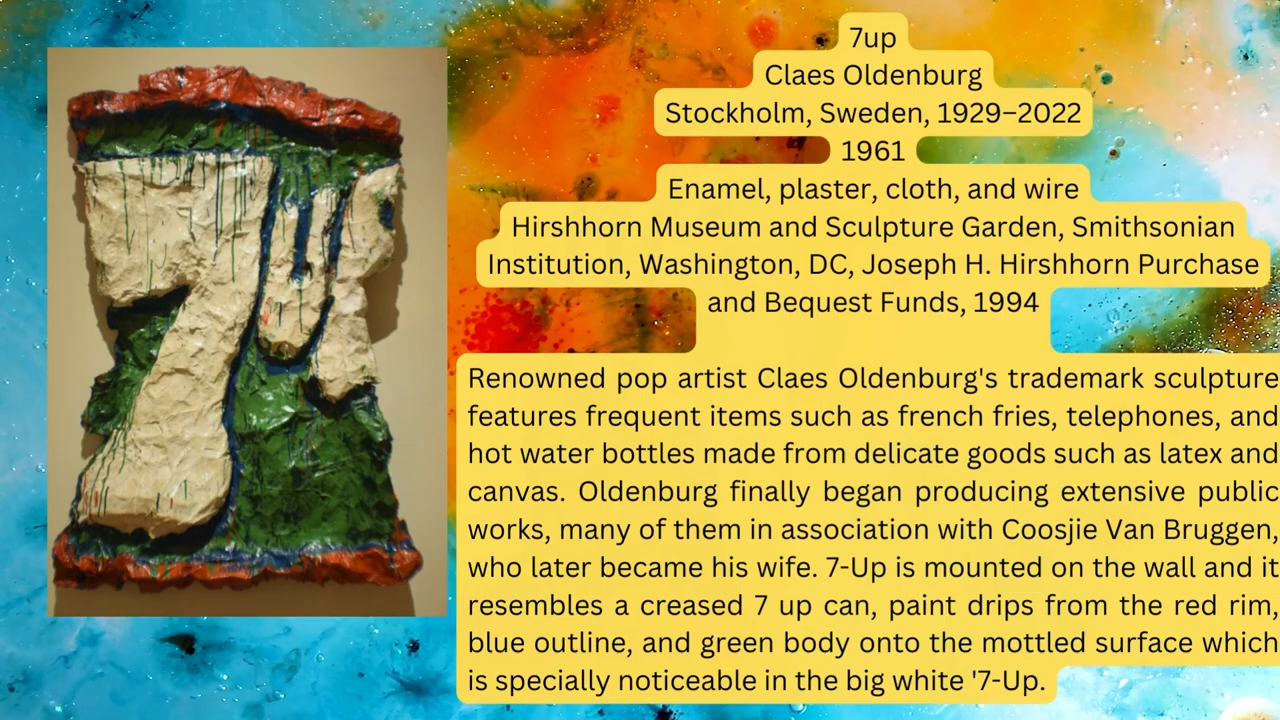 7up
Claes Oldenburg
Stockholm, Sweden, 1929–2022
1961
Enamel, plaster, cloth, and wire
Hirshhorn Museum and Sculpture Garden, Smithsonian
Institution, Washington, DC, Joseph H. Hirshhorn Purchase
and Bequest Funds, 1994
Renowned pop artist Claes Oldenburg's trademark sculpture
features frequent items such as french fries, telephones, and
hot water bottles made from delicate goods such as latex and
canvas. Oldenburg finally began producing extensive public
works, many of them in association with Coosjie Van Bruggen,
who later became his wife. 7-Up is mounted on the wall and it
resembles a creased 7 up can, paint drips from the red rim,
blue outline, and green body onto the mottled surface which
is specially noticeable in the big white '7-Up.